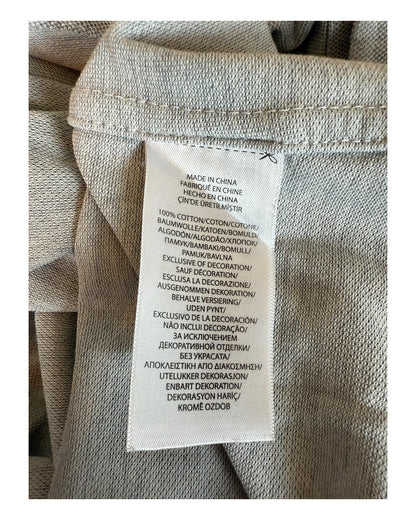 MADE IN CHINA
FABRIQUÉ EN CHINE
HECHO EN CHINA
ÇİN'DE ÜRETİLMİŞTİR
100% COTTON/COTON/COTONE/
BAUMWOLLE/KATOEN/BOMULD/
ALGODÓN/ALGODÃO/ХЛОПОК/
ПАМУК/ΒΑΜΒΑΚΙ/BOMULL/
PAMUK/BAVLNA
EXCLUSIVE OF DECORATION/
SAUF DÉCORATION/
ESCLUSA LA DECORAZIONE/
AUSGENOMMEN DEKORATION/
BEHALVE VERSIERING/
UDEN PYNT/
EXCLUSIVO DE LA DECORACIÓN/
NÃO INCLUI DECORAÇÃO/
ЗА ИСКЛЮЧЕНИЕМ
ДЕКОРАТИВНОЙ ОТДЕЛКИ/
БЕЗ УКРАСАТА/
ΑΠΟΚΛΕΙΣΤΙΚΗ ΑΠΟ ΔΙΑΚΟΣΜΗΣΗ/
UTELUKKER DEKORASJON/
ENBART DEKORATION/
DEKORASYON HARİÇ/
KROMĚ OZDOB